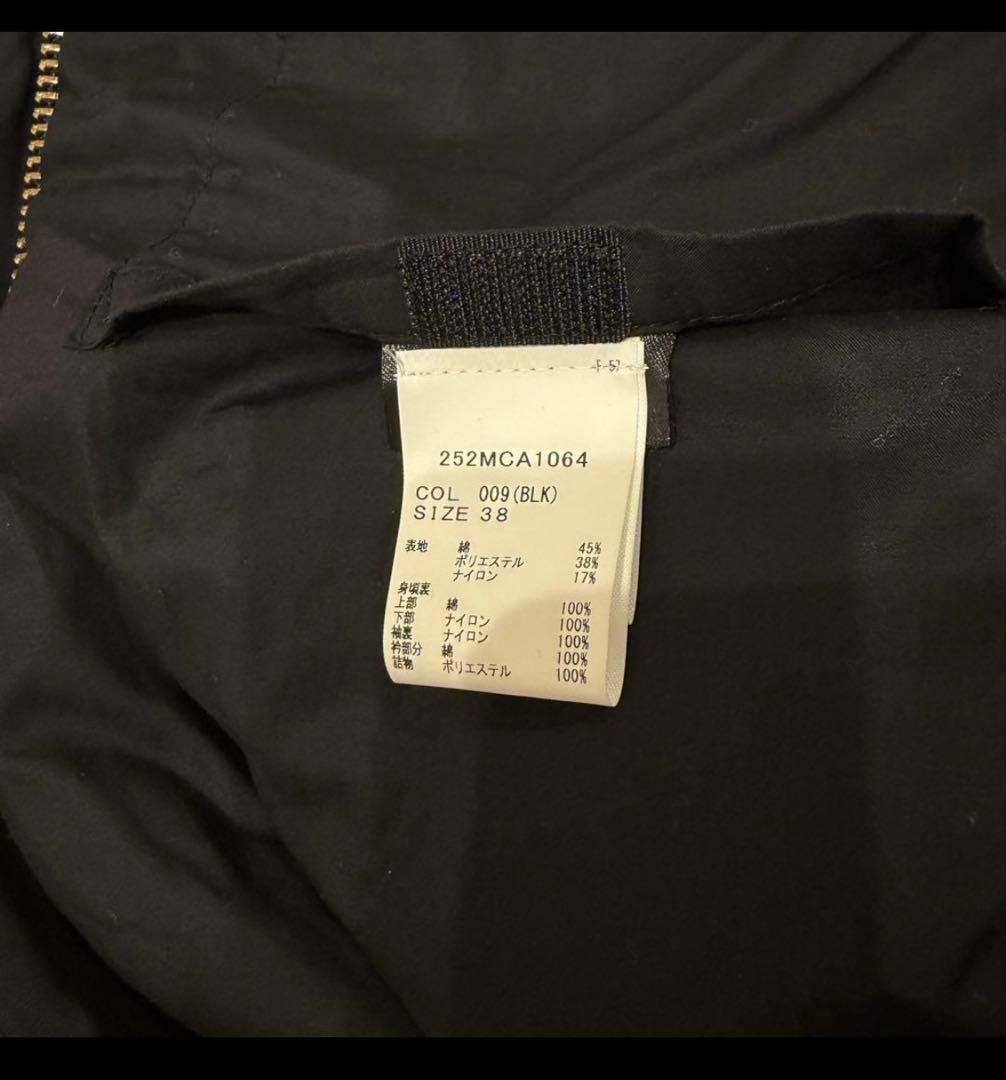 F-57
252MCA1064
COL 009(BLK)
SIZE 38
表地 綿 45%
ポリエステル 38%
ナイロン 17%
身頃裏
上部 綿 100%
下部 ナイロン 100%
袖裏 ナイロン 100%
衿部分 綿 100%
詰物 ポリエステル 100%